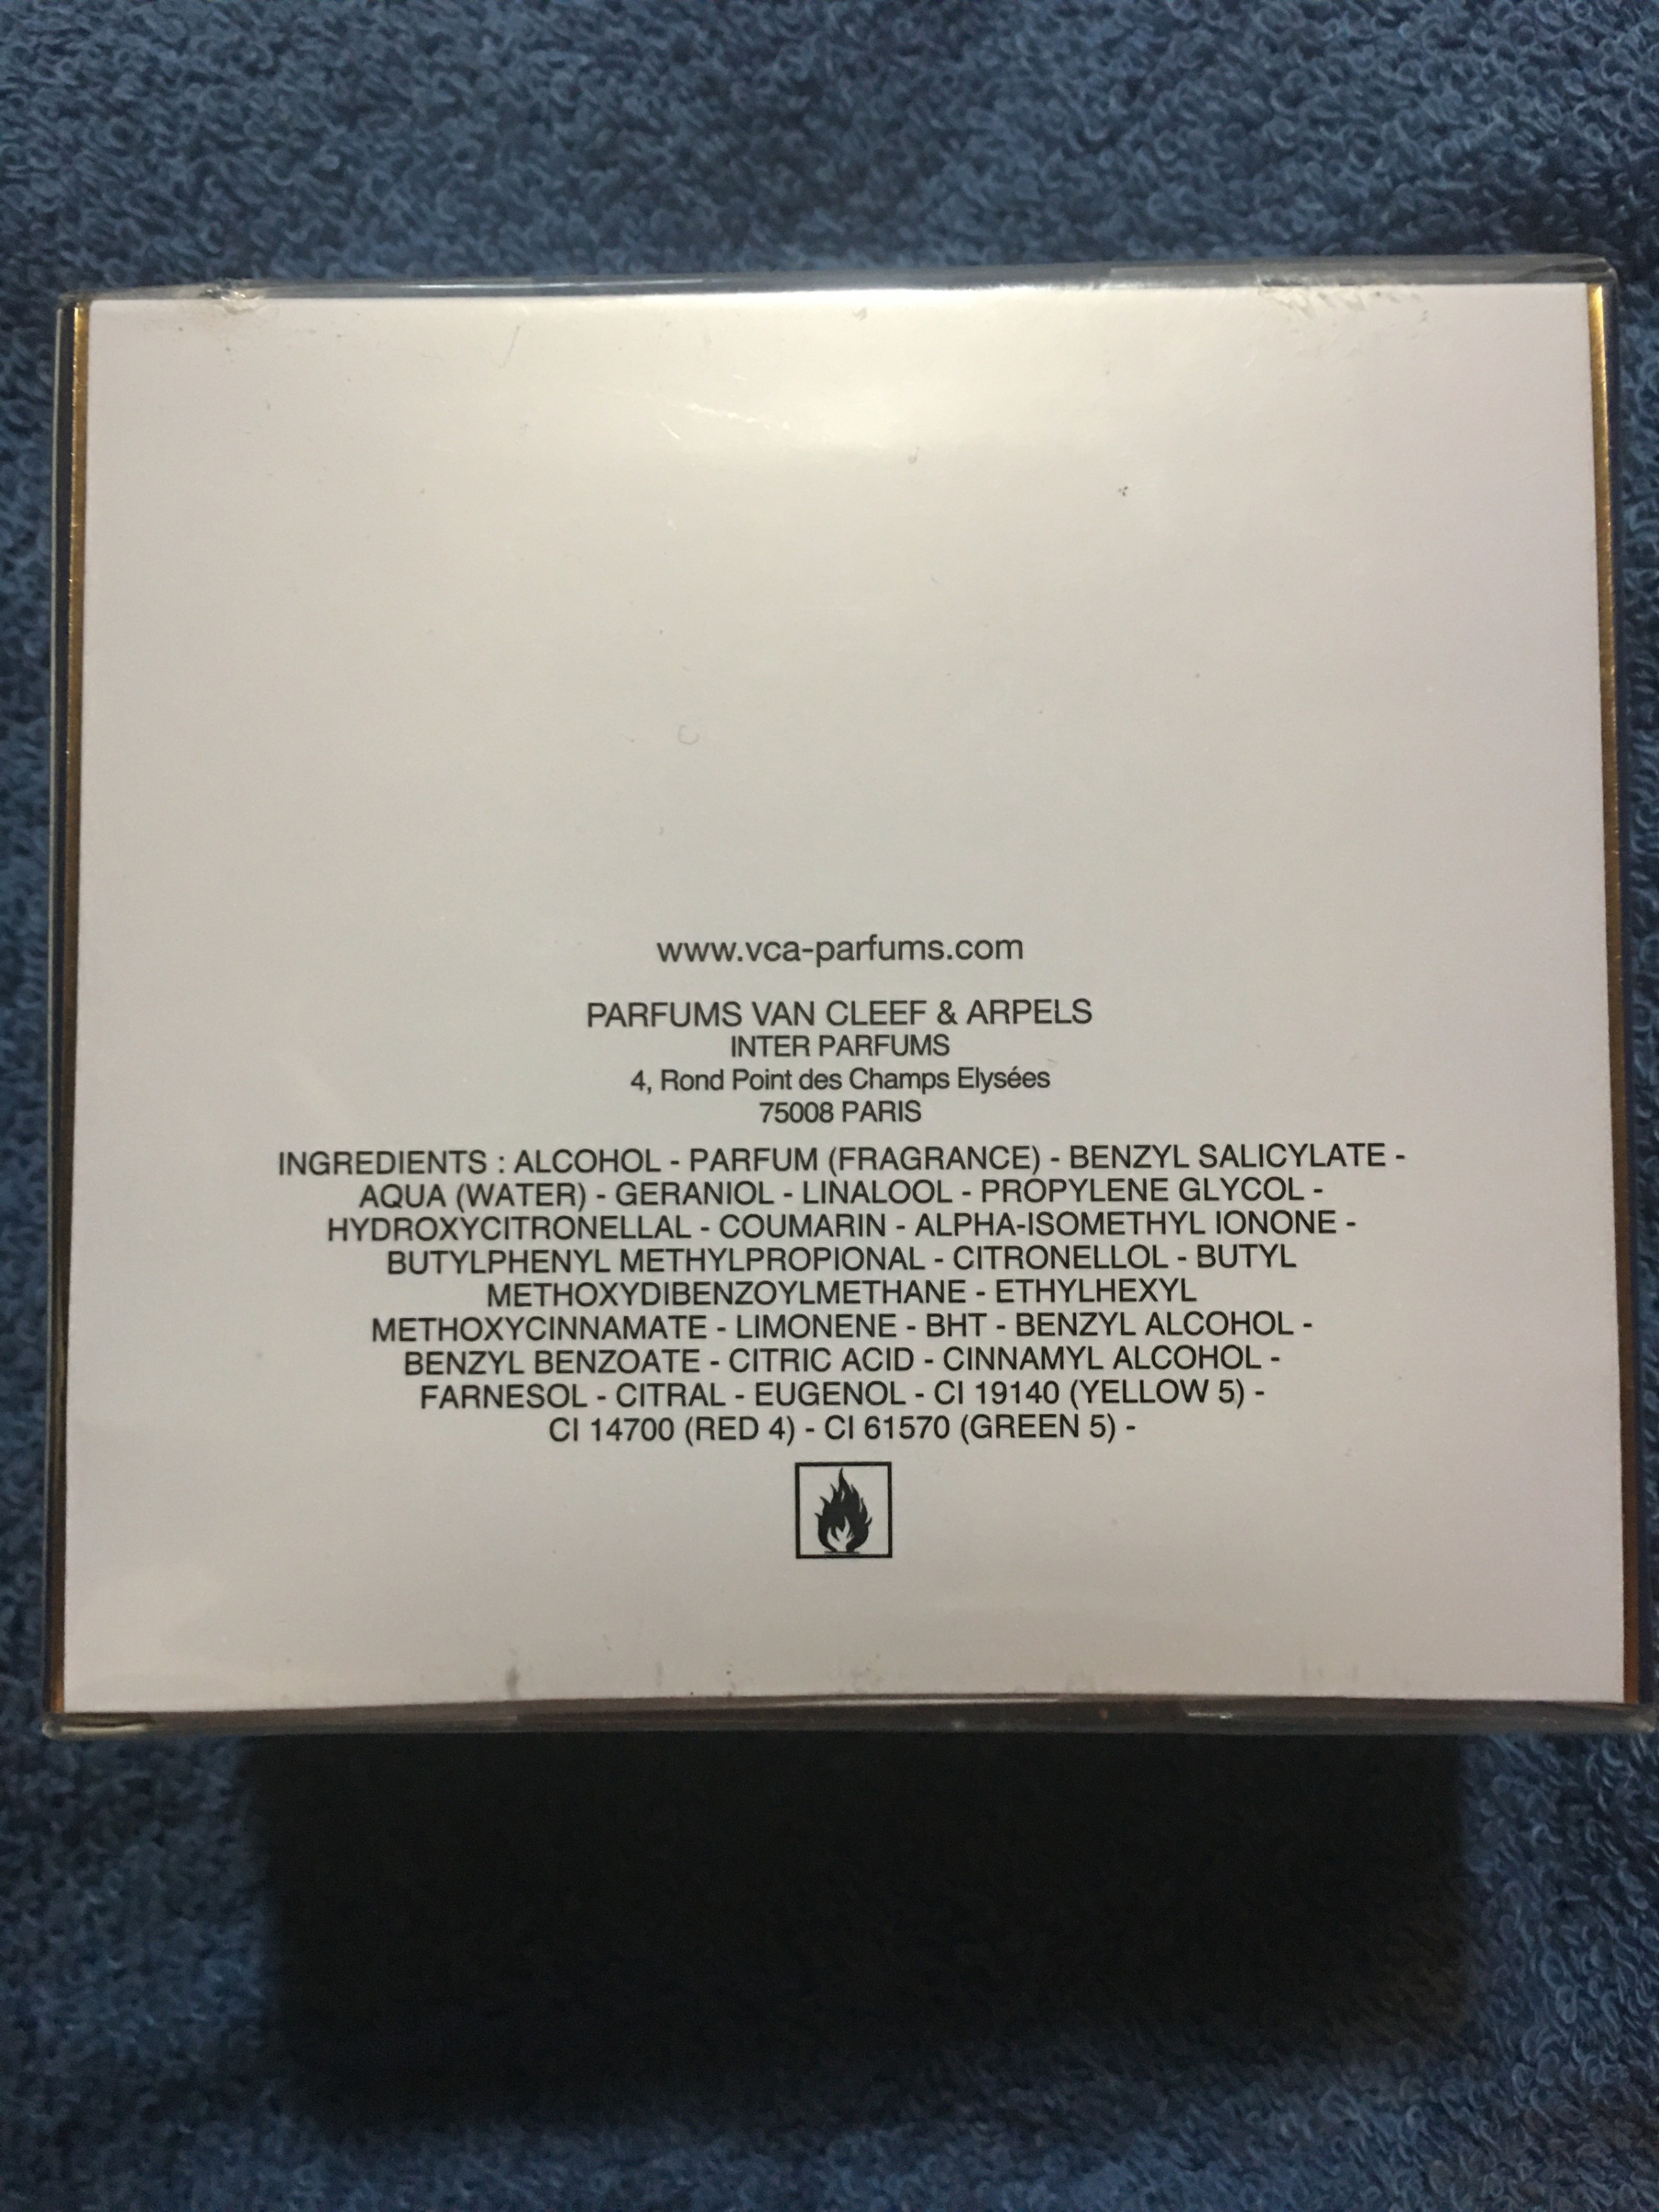 www.vca-parfums.com
PARFUMS VAN CLEEF & ARPELS
INTER PARFUMS
4, Rond Point des Champs Elysées
75008 PARIS
INGREDIENTS : ALCOHOL - PARFUM (FRAGRANCE) - BENZYL SALICYLATE -
AQUA (WATER) - GERANIOL - LINALOOL - PROPYLENE GLYCOL -
HYDROXYCITRONELLAL - COUMARIN - ALPHA-ISOMETHYL IONONE -
BUTYLPHENYL METHYLPROPIONAL - CITRONELLOL - BUTYL
METHOXYDIBENZOYLMETHANE - ETHYLHEXYL
METHOXYCINNAMATE - LIMONENE - BHT - BENZYL ALCOHOL -
BENZYL BENZOATE - CITRIC ACID - CINNAMYL ALCOHOL -
FARNESOL - CITRAL - EUGENOL - CI 19140 (YELLOW 5) -
CI 14700 (RED 4) - CI 61570 (GREEN 5) -